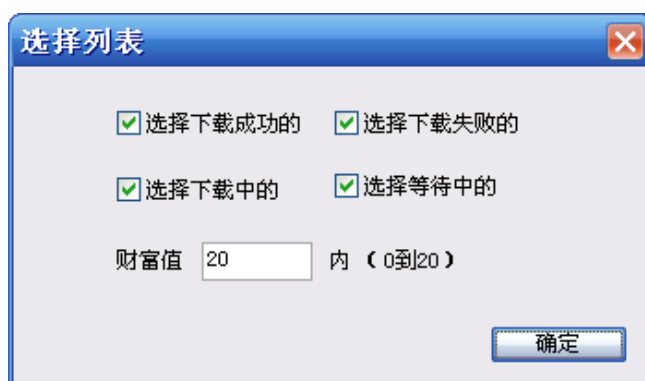 选择列表
选择下载成功的 选择下载失败的
选择下载中的 选择等待中的
财富值 20 内 (0到20)
确定